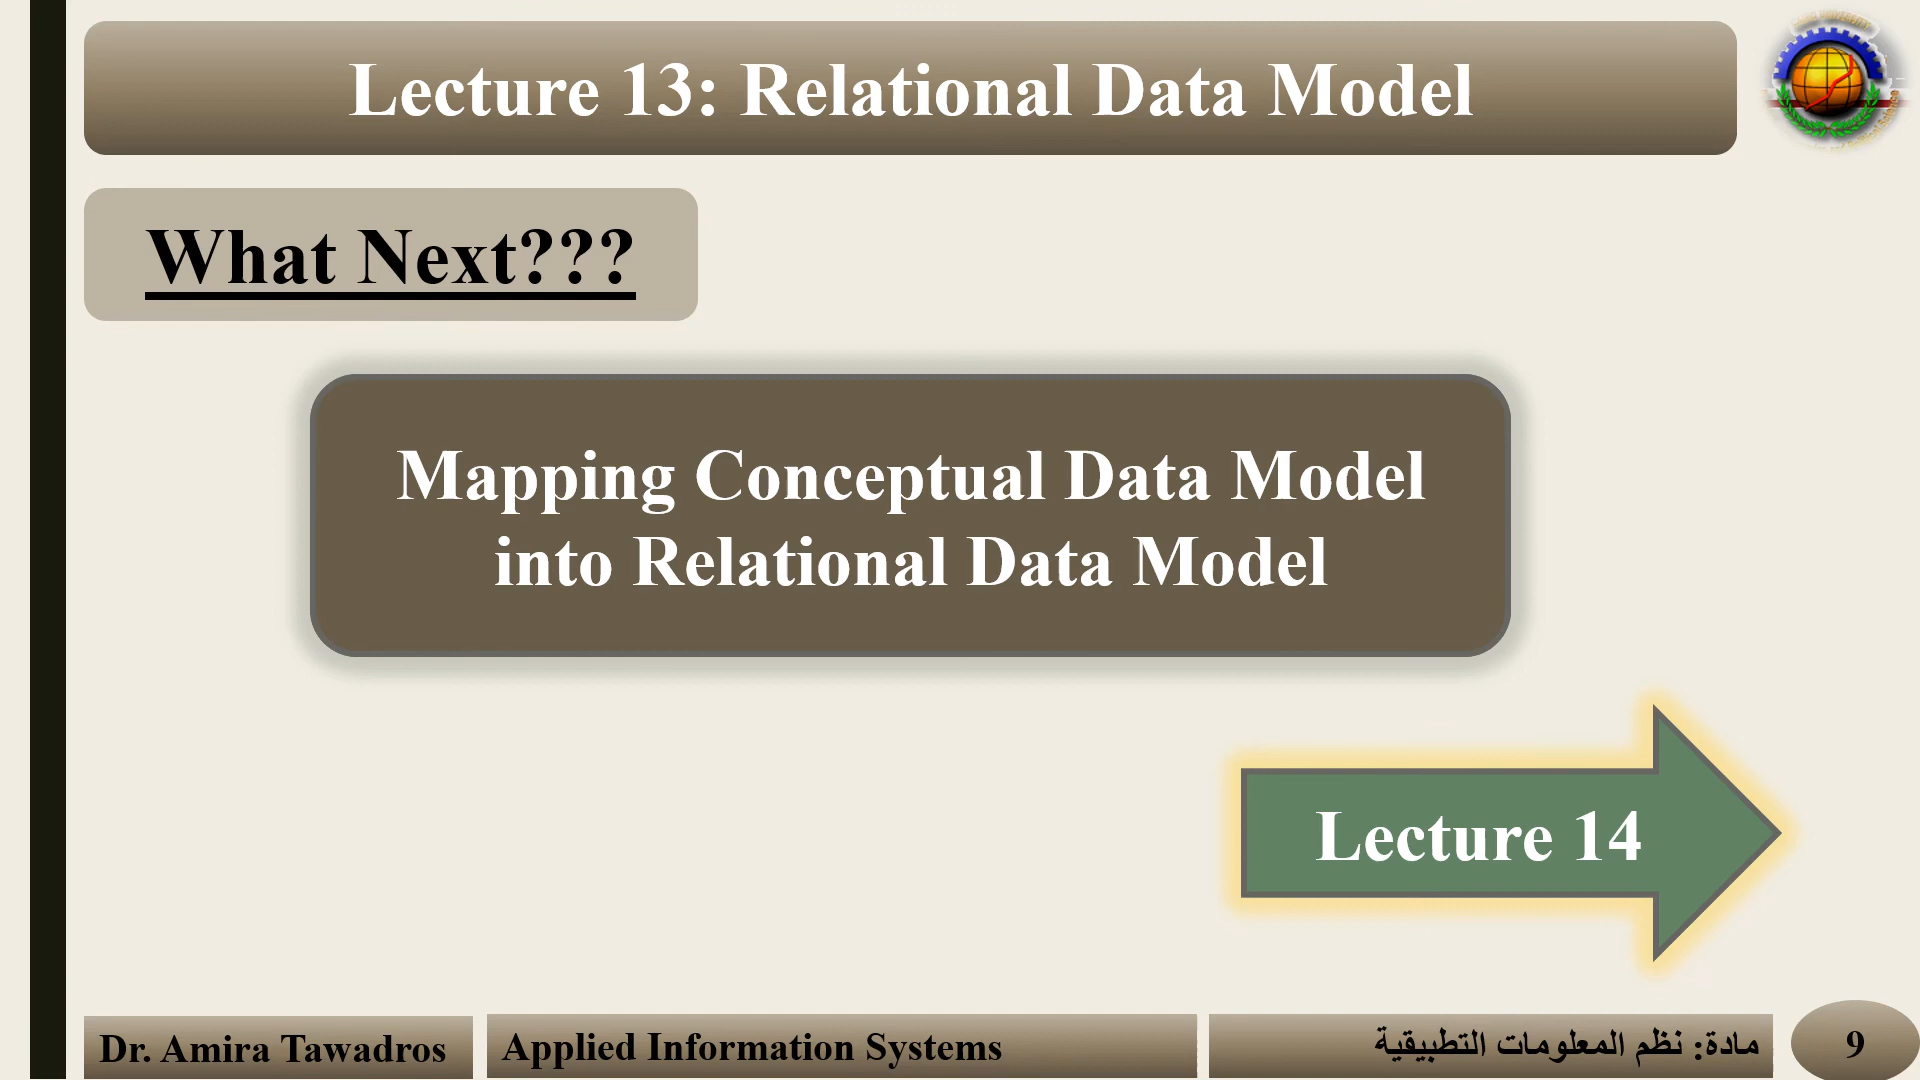 Lecture 13: Relational Data Model
What Next???
Mapping Conceptual Data Model
into Relational Data Model
Lecture 14
Dr. Amira Tawadros
Applied Information Systems
مادة: نظم المعلومات التطبيقية
9